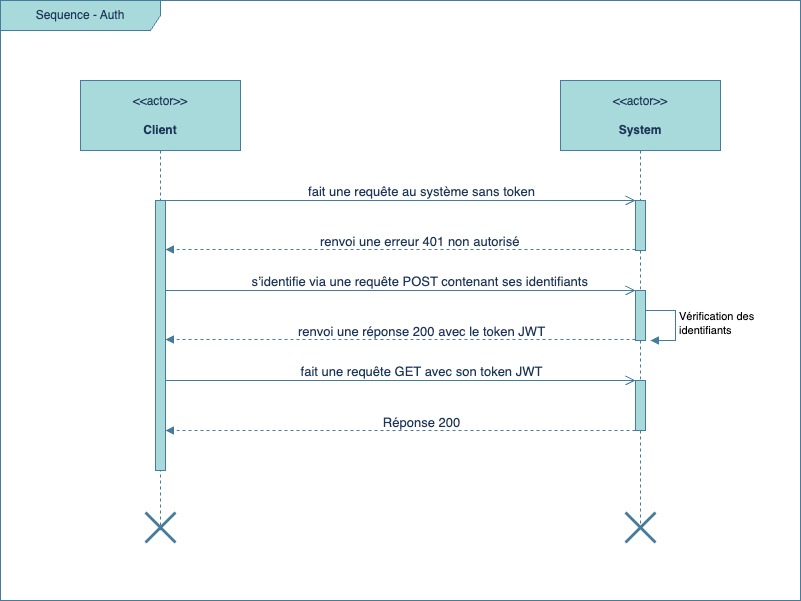 Sequence - Auth
<<actor>>
Client
<<actor>>
System
fait une requête au système sans token
renvoi une erreur 401 non autorisé
s'identifie via une requête POST contenant ses identifiants
Vérification des
identifiants
renvoi une réponse 200 avec le token JWT
fait une requête GET avec son token JWT
Réponse 200